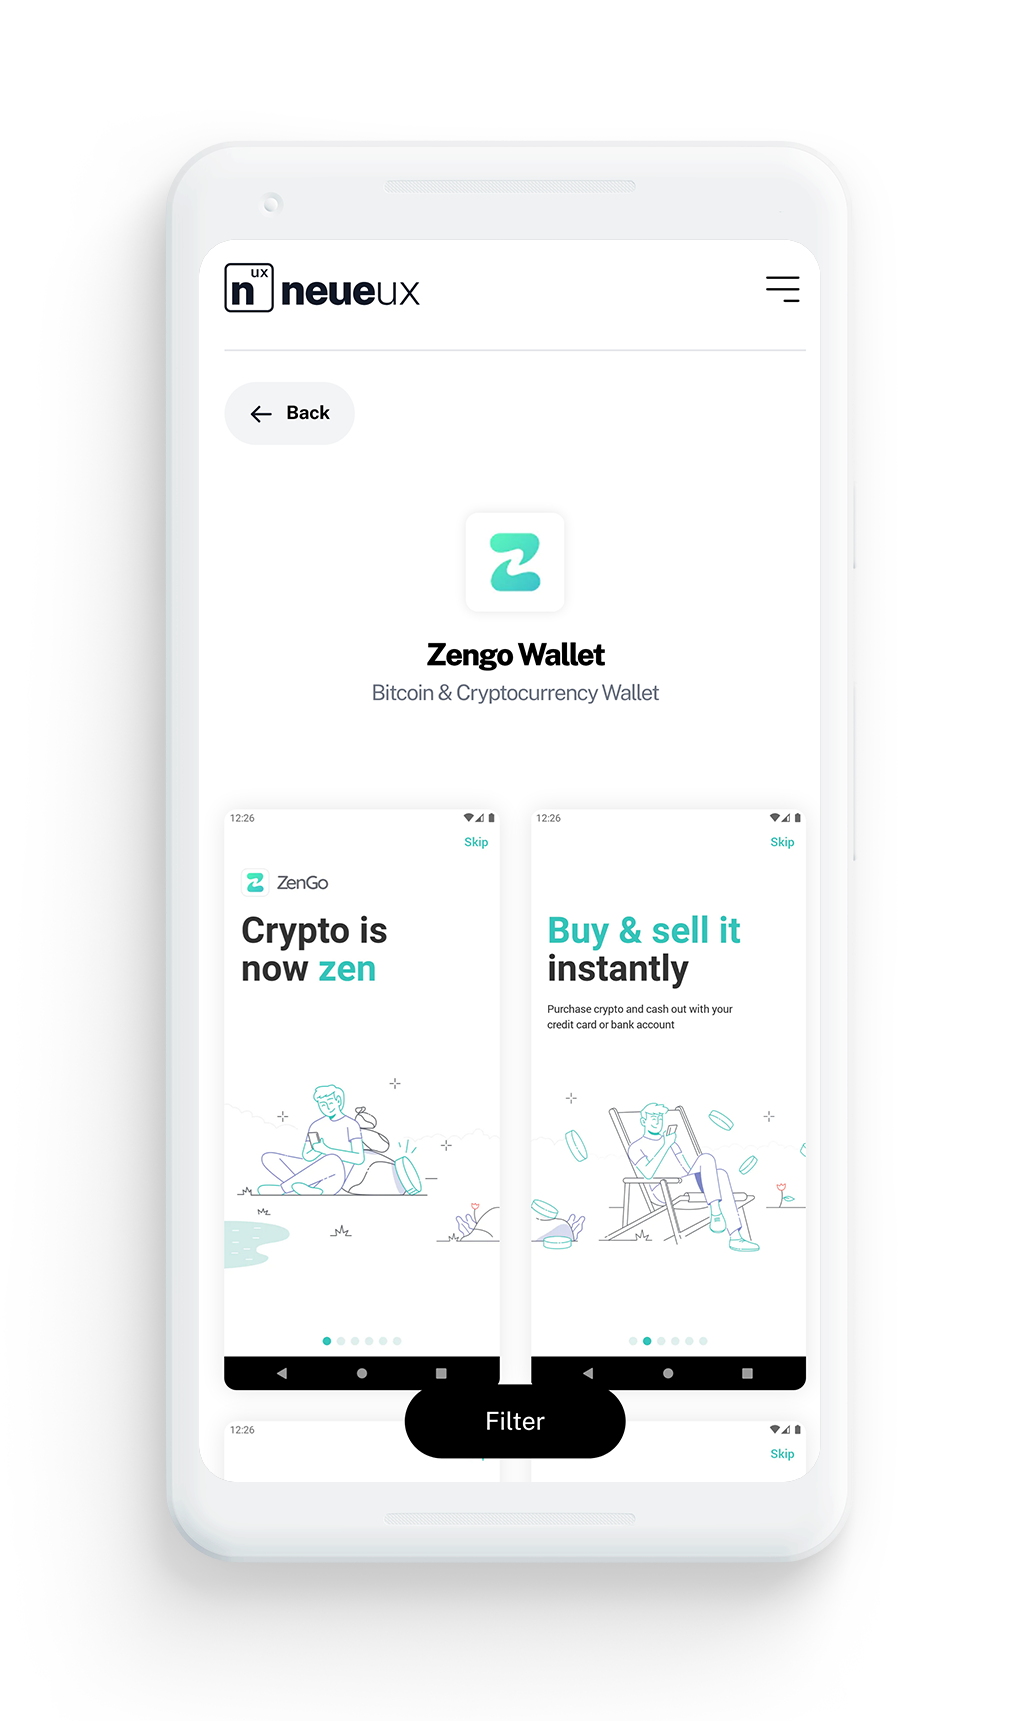 n ux neueux
Back
Zengo Wallet
Bitcoin & Cryptocurrency Wallet
12:26
Skip
ZenGo
Crypto is
now zen
12:26
Skip
Buy & sell it
instantly
Purchase crypto and cash out with your
credit card or bank account
Filter
12:26
Skip